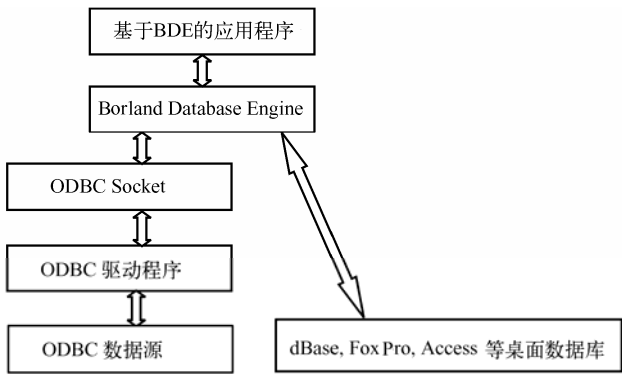 基于BDE的应用程序
Borland Database Engine
ODBC Socket
ODBC 驱动程序
ODBC 数据源
dBase, FoxPro, Access 等桌面数据库